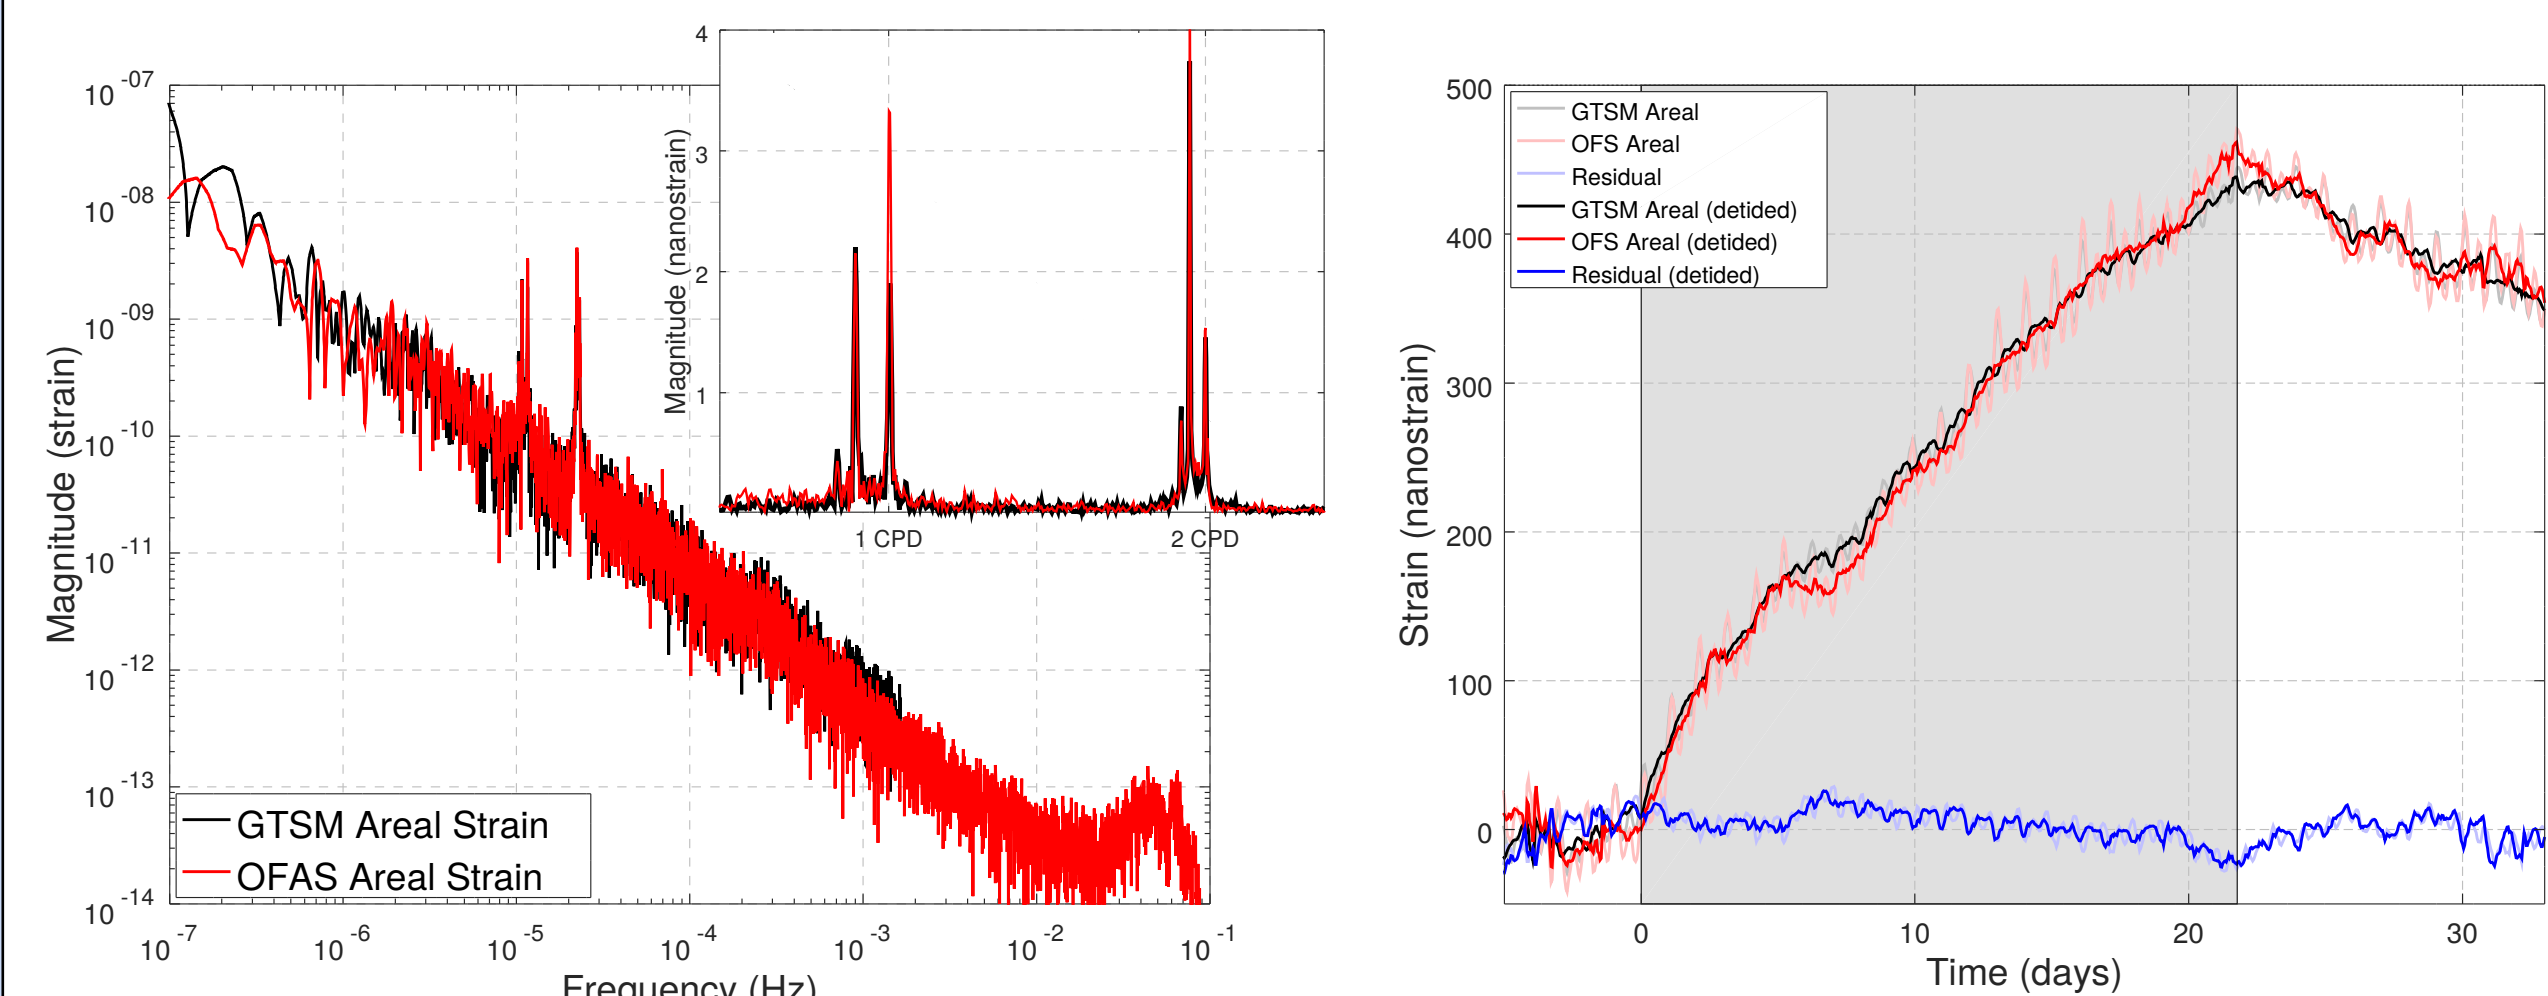 10 -07
10 -08
10 -09
10 -10
10 -11
10 -12
10 -13
10 -14
Magnitude (strain)
GTSM Areal Strain
OFAS Areal Strain
10 -7
10 -6
10 -5
10 -4
10 -3
10 -2
10 -1
Frequency (Hz)
4
3
2
1
Magnitude (nanostrain)
1 CPD
2 CPD
500
400
300
200
100
0
Strain (nanostrain)
GTSM Areal
OFS Areal
Residual
GTSM Areal (detided)
OFS Areal (detided)
Residual (detided)
0
10
20
30
Time (days)